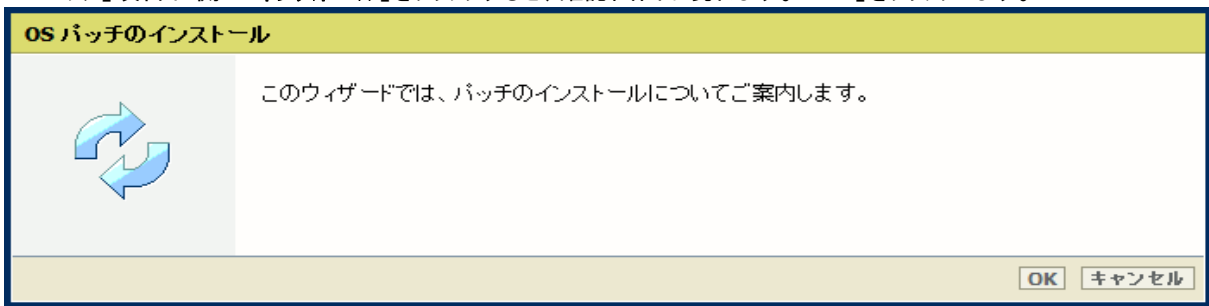 OS パッチのインストール
このウィザードでは、パッチのインストールについてご案内します。
OK キャンセル